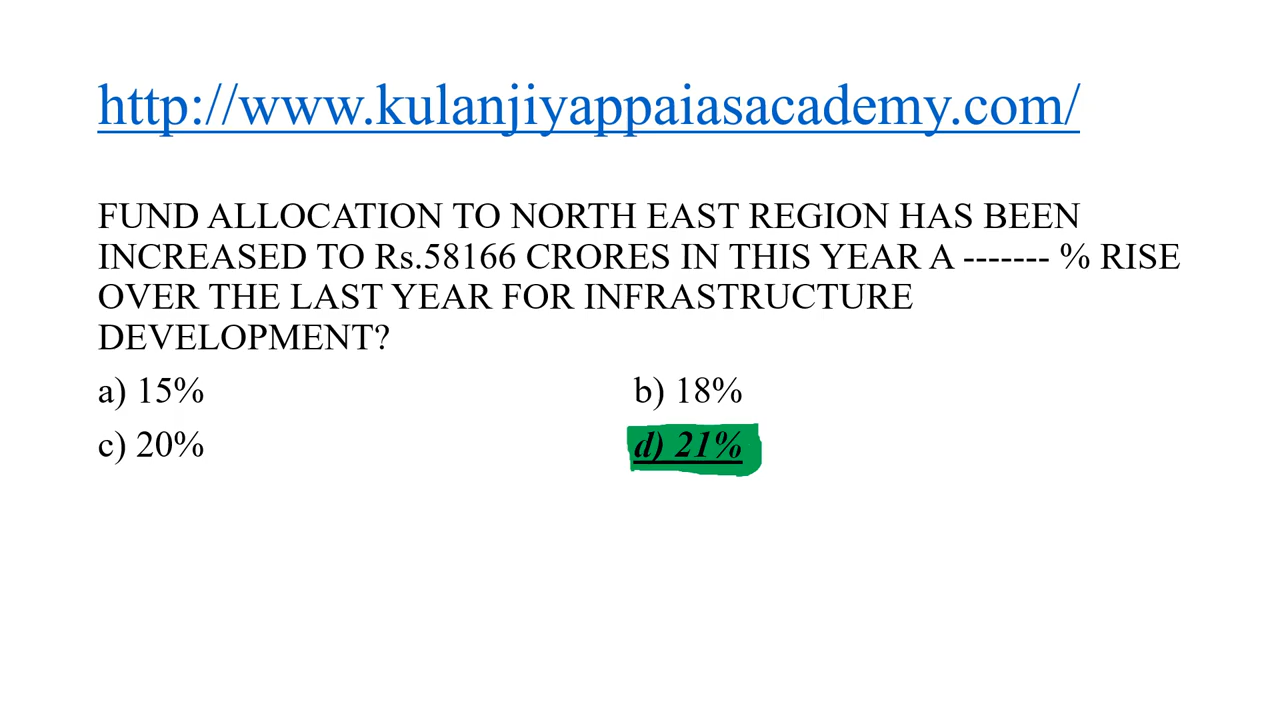 http://www.kulanjiyappaiasacademy.com/
FUND ALLOCATION TO NORTH EAST REGION HAS BEEN
INCREASED TO Rs.58166 CRORES IN THIS YEAR A ------- % RISE
OVER THE LAST YEAR FOR INFRASTRUCTURE
DEVELOPMENT?
a) 15% b) 18%
c) 20% d) 21%